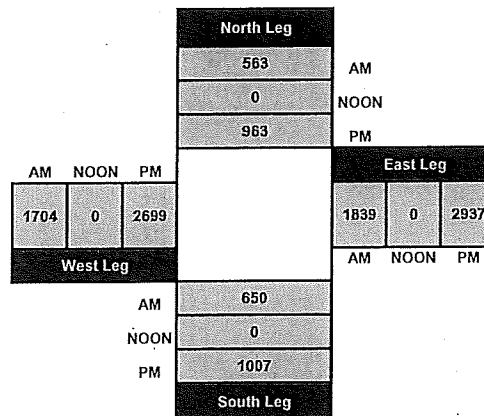 North Leg
563 AM
0 NOON
963 PM
East Leg
AM NOON PM
1704 0 2699
1839 0 2937
West Leg
AM NOON PM
AM 650
NOON 0
PM 1007
South Leg